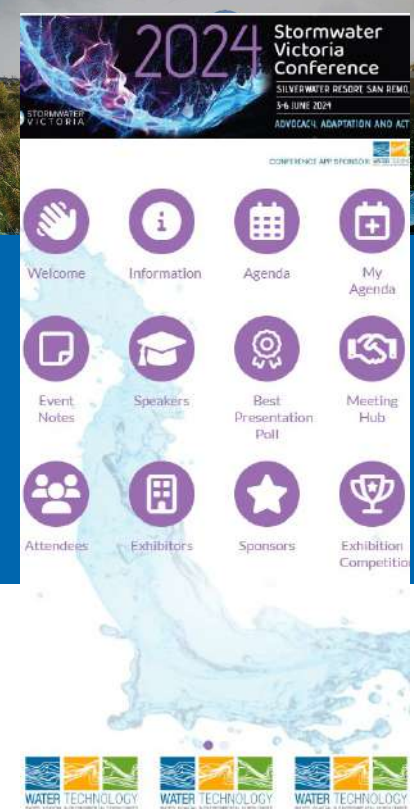 2024
Stormwater
Victoria
Conference
SILVERWATER RESORT, SAN REMO,
3-6 JUNE 2024
ADVOCACY, ADAPTATION AND ACT
STORMWATER
VICTORIA
CONFERENCE APP SPONSOR:
Welcome
Information
Agenda
My
Agenda
Event
Notes
Speakers
Best
Presentation
Poll
Meeting
Hub
Attendees
Exhibitors
Sponsors
Exhibition
Competitio
WATER TECHNOLOGY
WATER TECHNOLOGY
WATER TECHNOLOGY